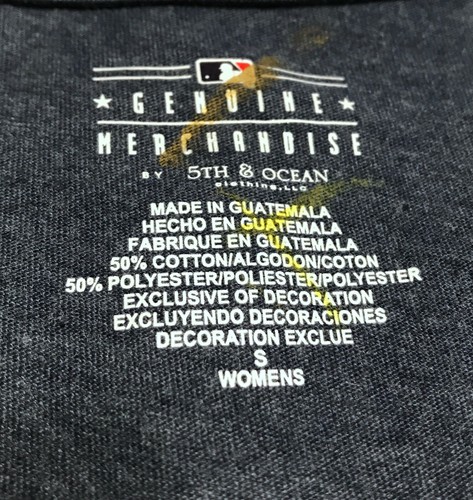 GENUINE
MERCHANDISE
BY 5TH & OCEAN
clothing, LLC
MADE IN GUATEMALA
HECHO EN GUATEMALA
FABRIQUE EN GUATEMALA
50% COTTON/ALGODON/COTON
50% POLYESTER/POLIESTER/POLYESTER
EXCLUSIVE OF DECORATION
EXCLUYENDO DECORACIONES
DECORATION EXCLUE
S
WOMENS